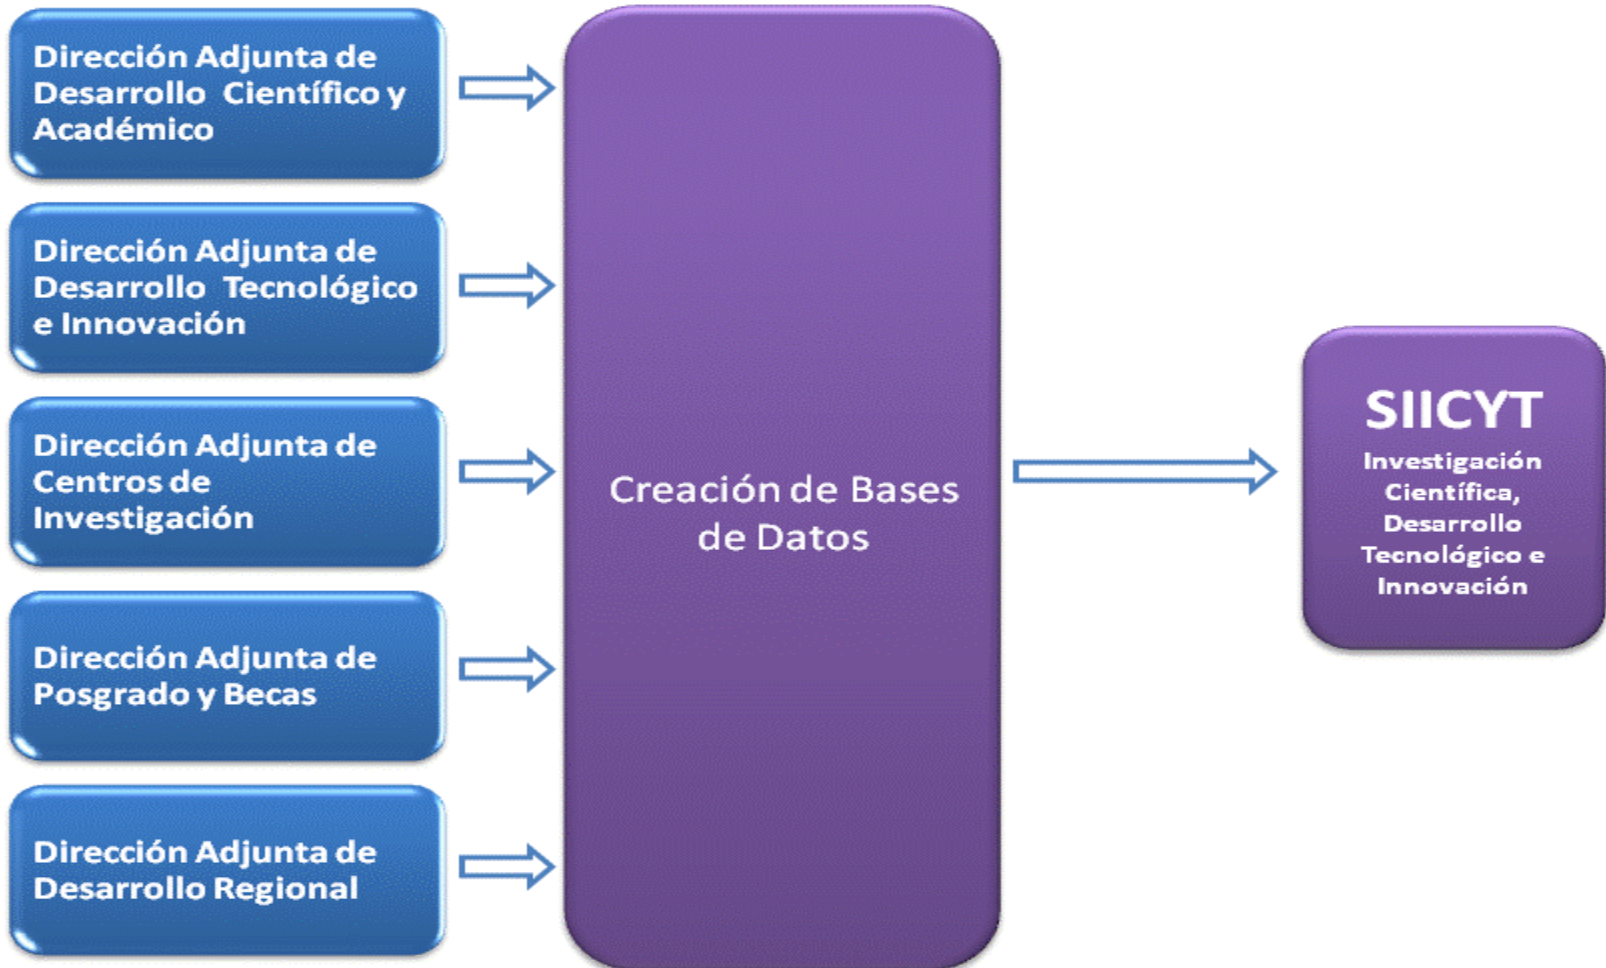 Dirección Adjunta de
Desarrollo Científico y
Académico
Dirección Adjunta de
Desarrollo Tecnológico
e Innovación
Dirección Adjunta de
Centros de
Investigación
Dirección Adjunta de
Posgrado y Becas
Dirección Adjunta de
Desarrollo Regional
Creación de Bases
de Datos
SIICYT
Investigación
Científica,
Desarrollo
Tecnológico e
Innovación